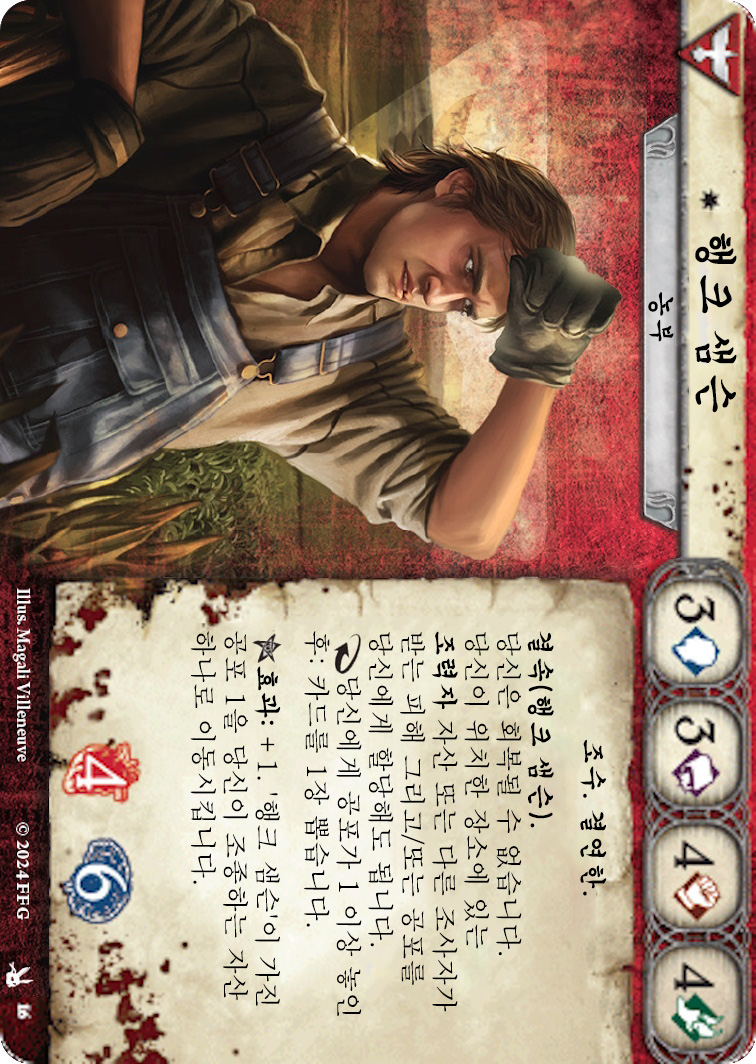 행크 샘슨
농부
3 3 4 4
조수. 결연한.
결속(행크 샘슨).
당신은 회복될 수 없습니다.
당신이 위치한 장소에 있는
조력자 자산 또는 다른 조사자가
받는 피해 그리고/또는 공포를
당신에게 할당해도 됩니다.
당신에게 공포가 1 이상 놓인
후: 카드를 1장 뽑습니다.
효과: +1. '행크 샘슨'이 가진
공포 1을 당신이 조종하는 자산
하나로 이동시킵니다.
4 6
Illus. Magali Villeneuve © 2024 FFG 16